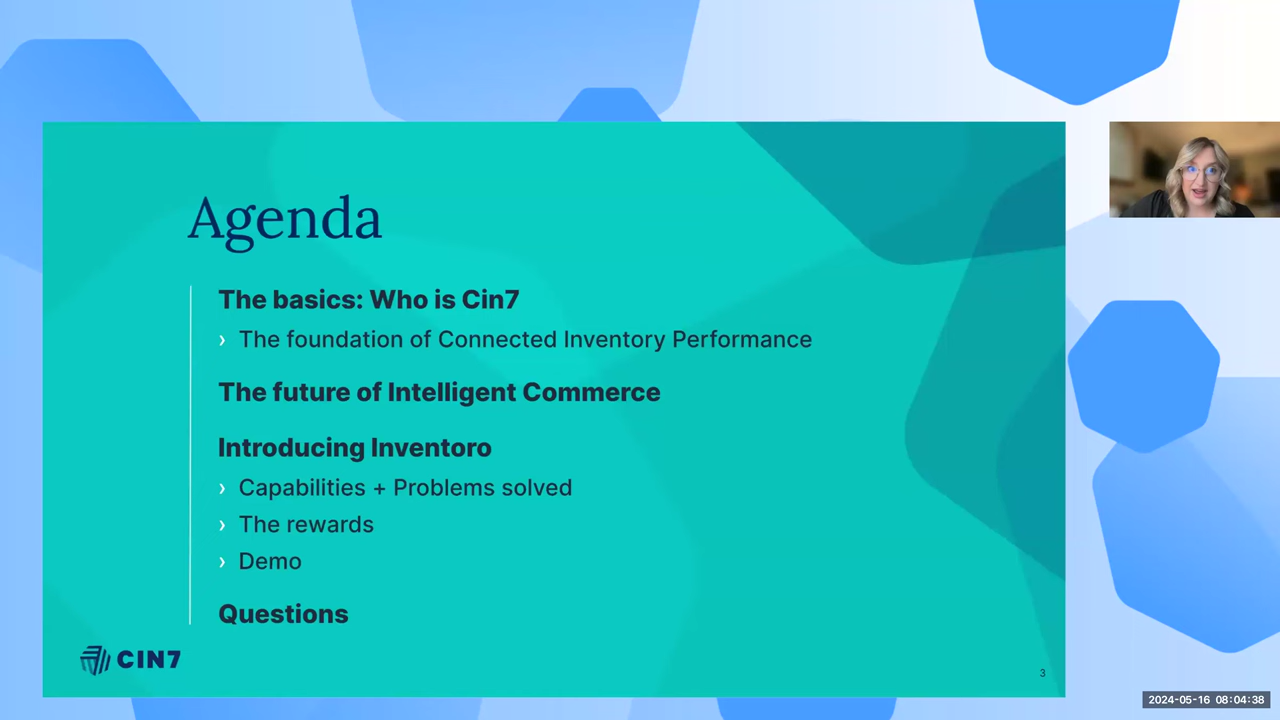 Agenda
The basics: Who is Cin7
› The foundation of Connected Inventory Performance
The future of Intelligent Commerce
Introducing Inventoro
› Capabilities + Problems solved
› The rewards
› Demo
Questions
CIN7
3
2024-05-16 08:04:38